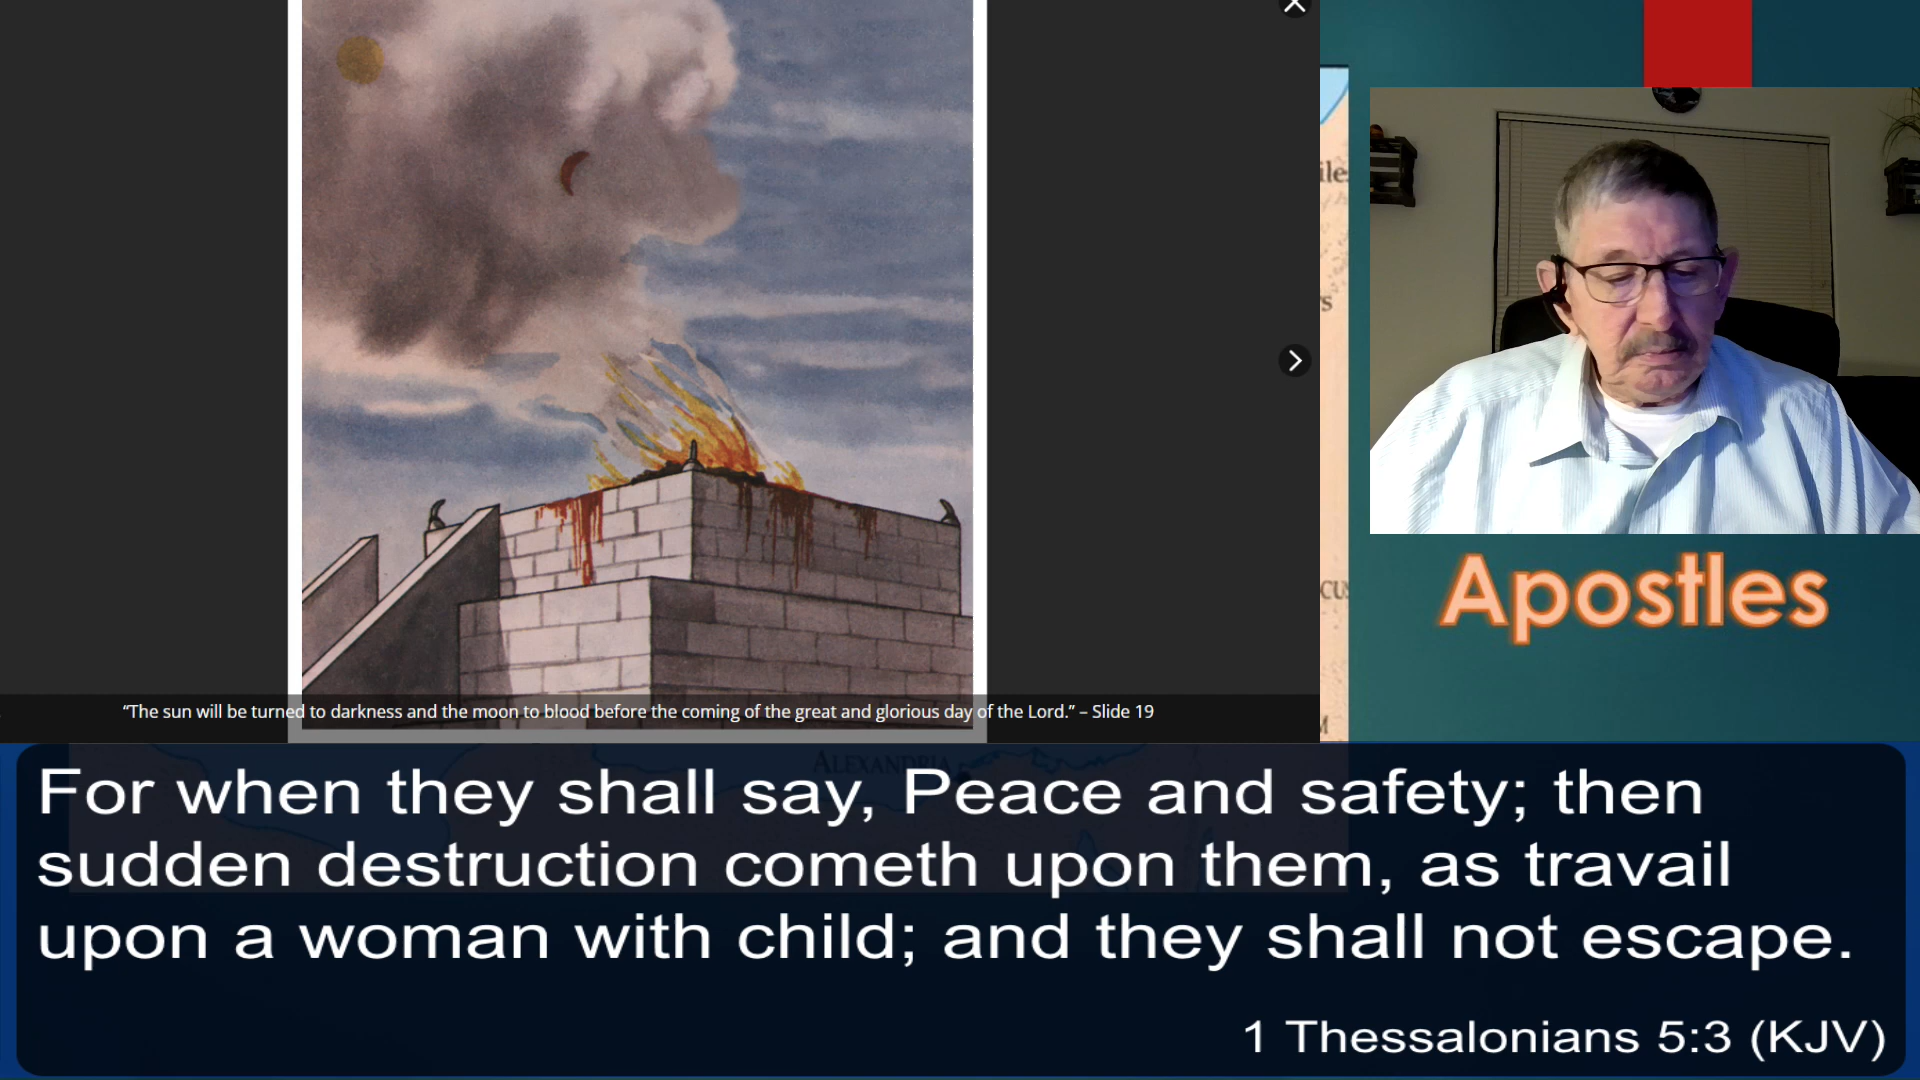 “The sun will be turned to darkness and the moon to blood before the coming of the great and glorious day of the Lord.” – Slide 19
Apostles
ALEXANDRIA
For when they shall say, Peace and safety; then
sudden destruction cometh upon them, as travail
upon a woman with child; and they shall not escape.
1 Thessalonians 5:3 (KJV)